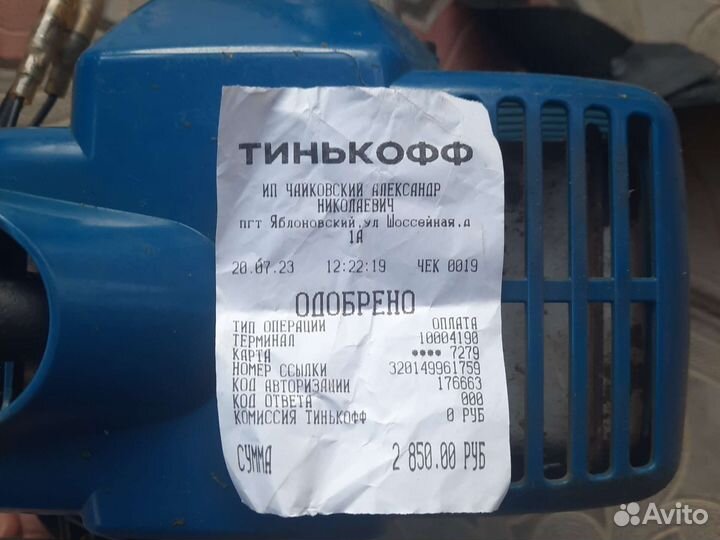 ТИНЬКОФФ
ИП ЧАЙКОВСКИЙ АЛЕКСАНДР
НИКОЛАЕВИЧ
пгт Яблоновский,ул Шоссейная,д
1А
20.07.23 12:22:19 ЧЕК 0019
ОДОБРЕНО
ТИП ОПЕРАЦИИ ОПЛАТА
ТЕРМИНАЛ 10004190
КАРТА •••• 7279
НОМЕР ССЫЛКИ 320149961759
КОД АВТОРИЗАЦИИ 176663
КОД ОТВЕТА 000
КОМИССИЯ ТИНЬКОФФ 0 РУБ
СУММА 2 850.00 РУБ
Avito